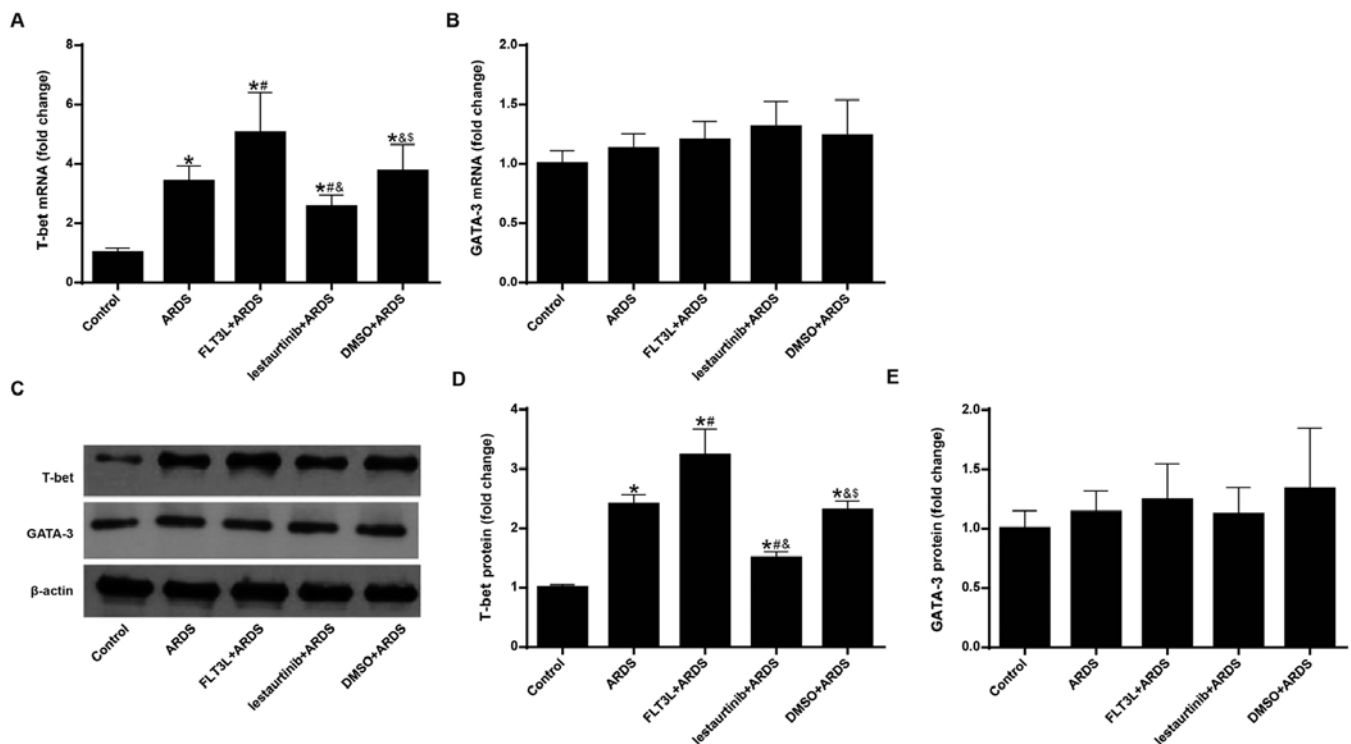 A
T-bet mRNA (fold change)
8
6
4
2
0
*
*#
*#&
*&$
Control
ARDS
FLT3L+ARDS
lestaurtinib+ARDS
DMSO+ARDS
B
GATA-3 mRNA (fold change)
2.0
1.5
1.0
0.5
0.0
Control
ARDS
FLT3L+ARDS
lestaurtinib+ARDS
DMSO+ARDS
C
T-bet
GATA-3
β-actin
Control
ARDS
FLT3L+ARDS
lestaurtinib+ARDS
DMSO+ARDS
D
T-bet protein (fold change)
4
3
2
1
0
*
*#
*#&
*&$
Control
ARDS
FLT3L+ARDS
lestaurtinib+ARDS
DMSO+ARDS
E
GATA-3 protein (fold change)
2.0
1.5
1.0
0.5
0.0
Control
ARDS
FLT3L+ARDS
lestaurtinib+ARDS
DMSO+ARDS